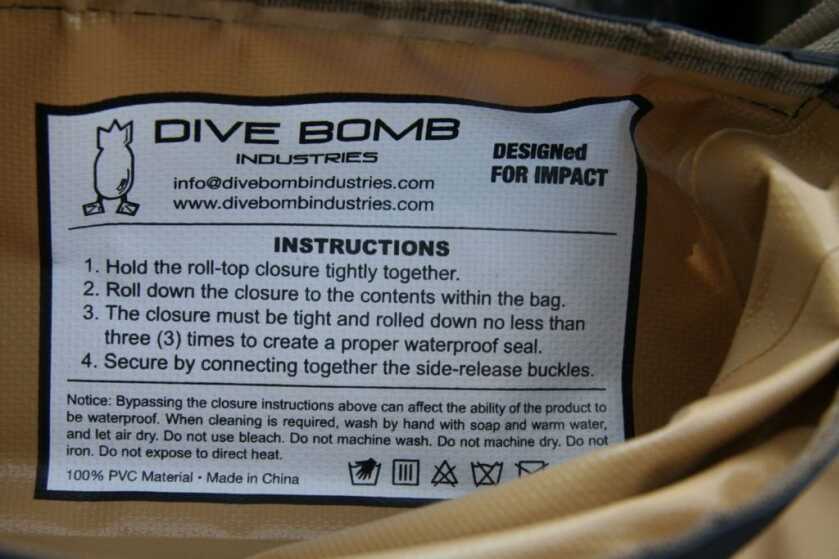 DIVE BOMB
INDUSTRIES
info@divebombindustries.com
www.divebombindustries.com
DESIGNed
FOR IMPACT
INSTRUCTIONS
1. Hold the roll-top closure tightly together.
2. Roll down the closure to the contents within the bag.
3. The closure must be tight and rolled down no less than
three (3) times to create a proper waterproof seal.
4. Secure by connecting together the side-release buckles.
Notice: Bypassing the closure instructions above can affect the ability of the product to
be waterproof. When cleaning is required, wash by hand with soap and warm water,
and let air dry. Do not use bleach. Do not machine wash. Do not machine dry. Do not
iron. Do not expose to direct heat.
100% PVC Material • Made in China